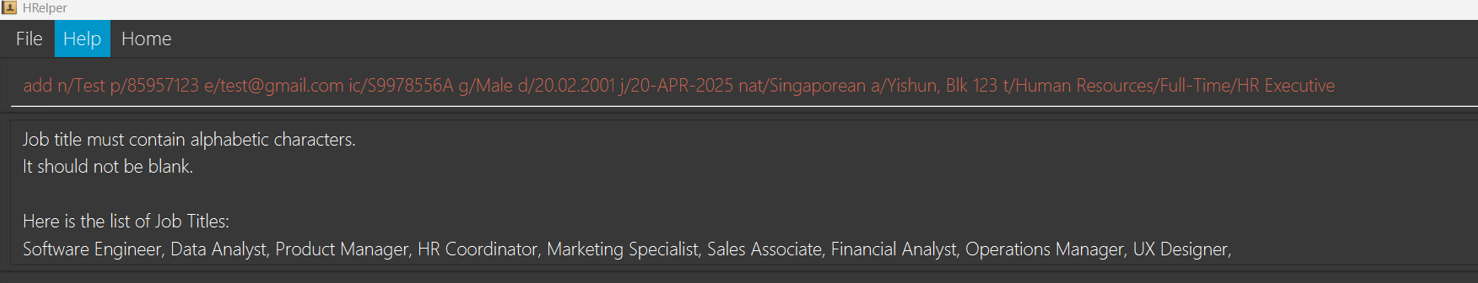 HRelper
File Help Home
add n/Test p/85957123 e/test@gmail.com ic/S9978556A g/Male d/20.02.2001 j/20-APR-2025 nat/Singaporean a/Yishun, Blk 123 t/Human Resources/Full-Time/HR Executive
Job title must contain alphabetic characters.
It should not be blank.
Here is the list of Job Titles:
Software Engineer, Data Analyst, Product Manager, HR Coordinator, Marketing Specialist, Sales Associate, Financial Analyst, Operations Manager, UX Designer,